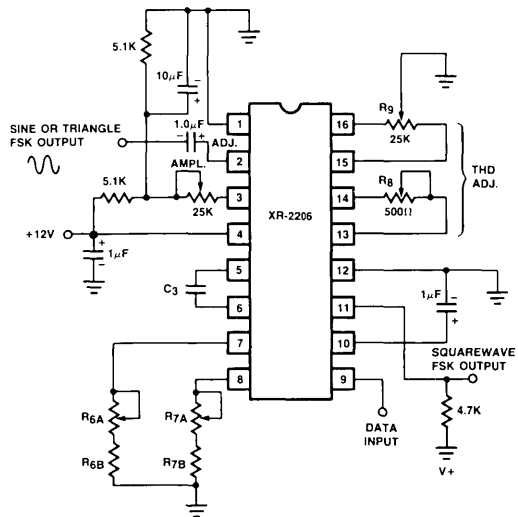 5.1K
10μF
−
+
SINE OR TRIANGLE
FSK OUTPUT
1.0μF
− +
ADJ.
AMPL.
5.1K
25K
+12V
+
−
1μF
C3
R6A
R6B
R7A
R7B
1
2
3
4
5
6
7
8
XR-2206
16
15
14
13
12
11
10
9
R9
25K
R8
500Ω
THD
ADJ.
1μF
−
+
SQUAREWAVE
FSK OUTPUT
4.7K
V+
DATA
INPUT